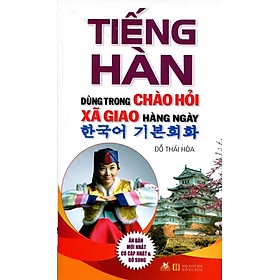 TIẾNG
HÀN
DÙNG TRONG CHÀO HỎI
XÃ GIAO HÀNG NGÀY
한국어 기본회화
ĐỖ THÁI HÒA
ẤN BẢN
MỚI NHẤT
CÓ CẬP NHẬT &
BỔ SUNG